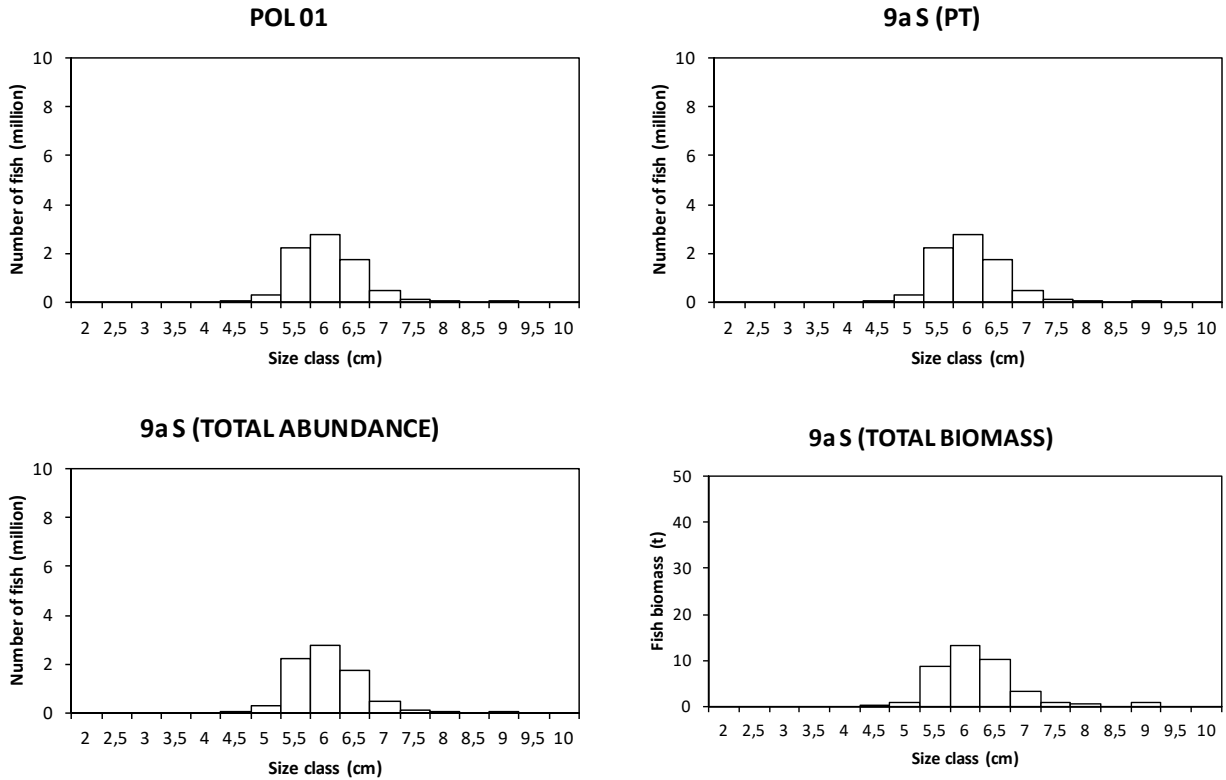 POL 01
10
8
6
4
2
0
Number of fish (million)
2 2,5 3 3,5 4 4,5 5 5,5 6 6,5 7 7,5 8 8,5 9 9,5 10
Size class (cm)
9a S (PT)
10
8
6
4
2
0
Number of fish (million)
2 2,5 3 3,5 4 4,5 5 5,5 6 6,5 7 7,5 8 8,5 9 9,5 10
Size class (cm)
9a S (TOTAL ABUNDANCE)
10
8
6
4
2
0
Number of fish (million)
2 2,5 3 3,5 4 4,5 5 5,5 6 6,5 7 7,5 8 8,5 9 9,5 10
Size class (cm)
9a S (TOTAL BIOMASS)
50
40
30
20
10
0
Fish biomass (t)
2 2,5 3 3,5 4 4,5 5 5,5 6 6,5 7 7,5 8 8,5 9 9,5 10
Size class (cm)